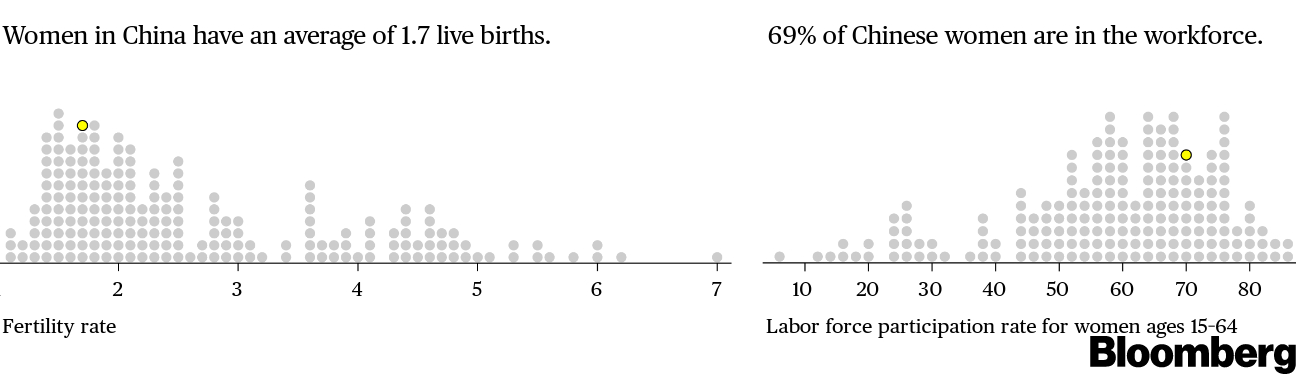 Women in China have an average of 1.7 live births.
69% of Chinese women are in the workforce.
2 3 4 5 6 7
10 20 30 40 50 60 70 80
Fertility rate
Labor force participation rate for women ages 15-64
Bloomberg